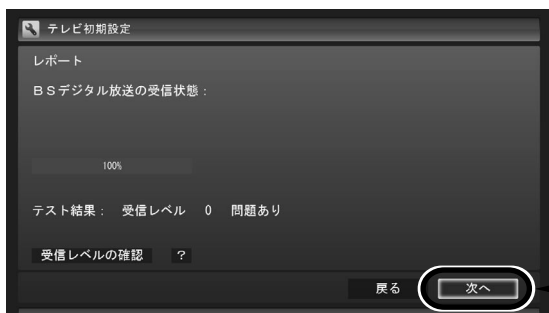 テレビ初期設定
レポート
BSデジタル放送の受信状態：
100%
テスト結果： 受信レベル 0 問題あり
受信レベルの確認 ?
戻る 次へ